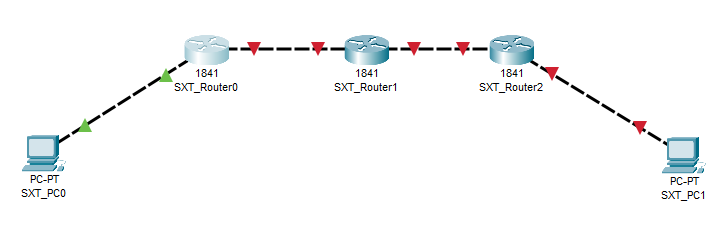 1841
SXT_Router0
1841
SXT_Router1
1841
SXT_Router2
PC-PT
SXT_PC0
PC-PT
SXT_PC1